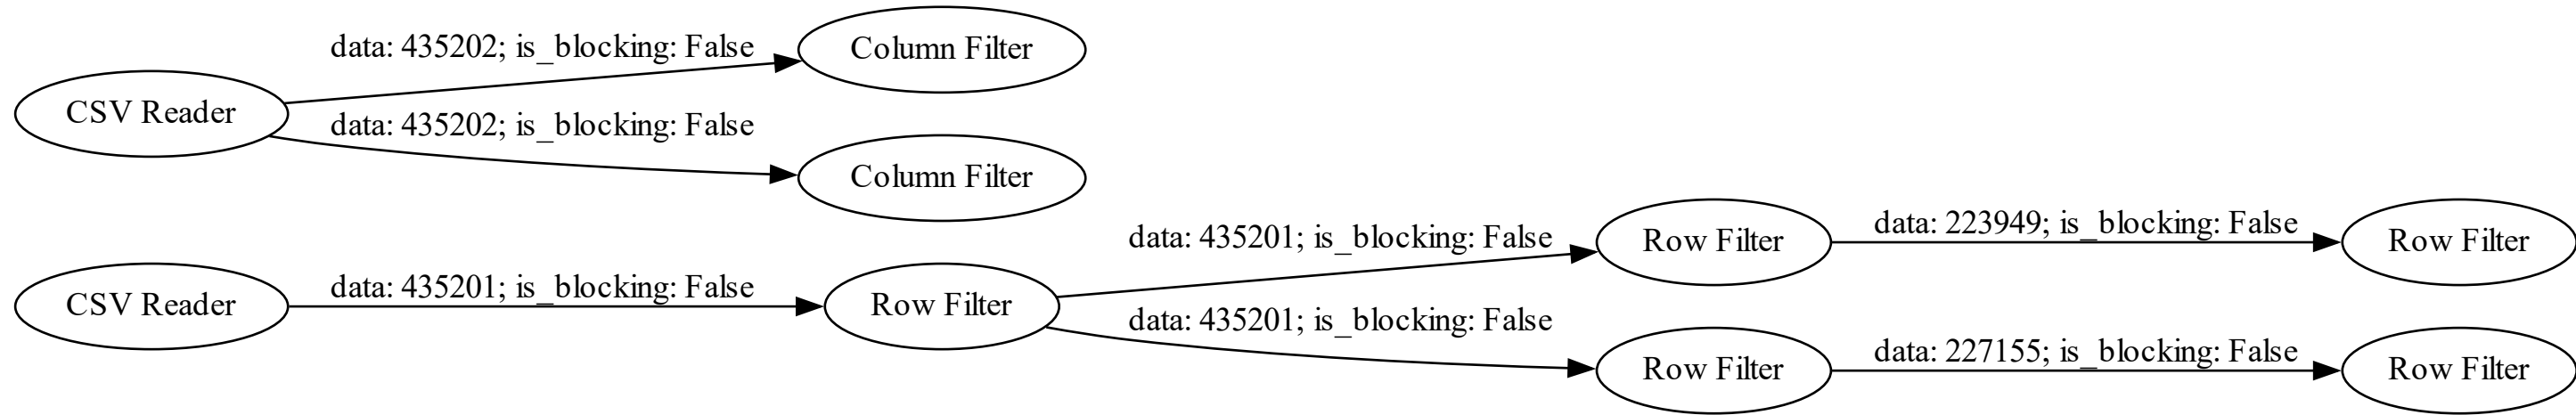 data: 435202; is_blocking: False
Column Filter
CSV Reader
data: 435202; is_blocking: False
Column Filter
CSV Reader
data: 435201; is_blocking: False
Row Filter
data: 435201; is_blocking: False
Row Filter
data: 223949; is_blocking: False
Row Filter
data: 435201; is_blocking: False
Row Filter
data: 227155; is_blocking: False
Row Filter